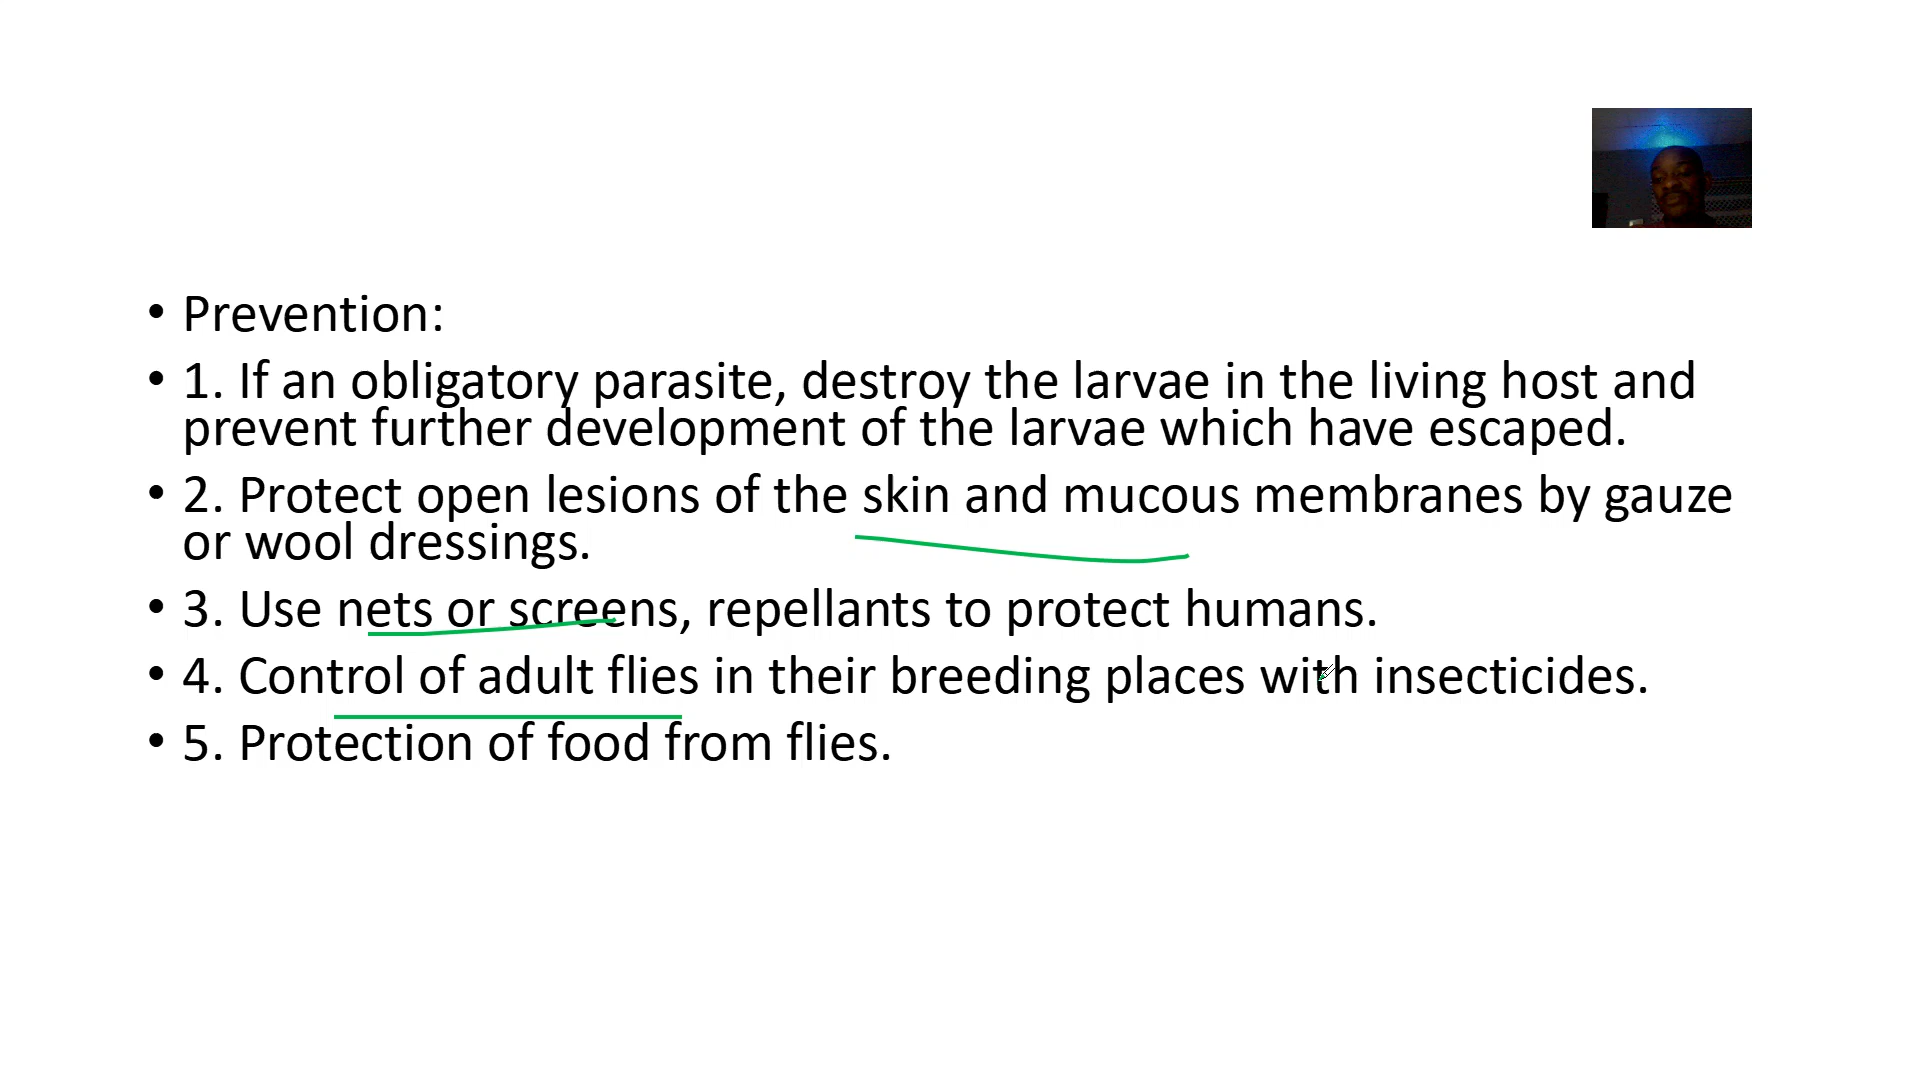 • Prevention:
• 1. If an obligatory parasite, destroy the larvae in the living host and
prevent further development of the larvae which have escaped.
• 2. Protect open lesions of the skin and mucous membranes by gauze
or wool dressings.
• 3. Use nets or screens, repellants to protect humans.
• 4. Control of adult flies in their breeding places with insecticides.
• 5. Protection of food from flies.